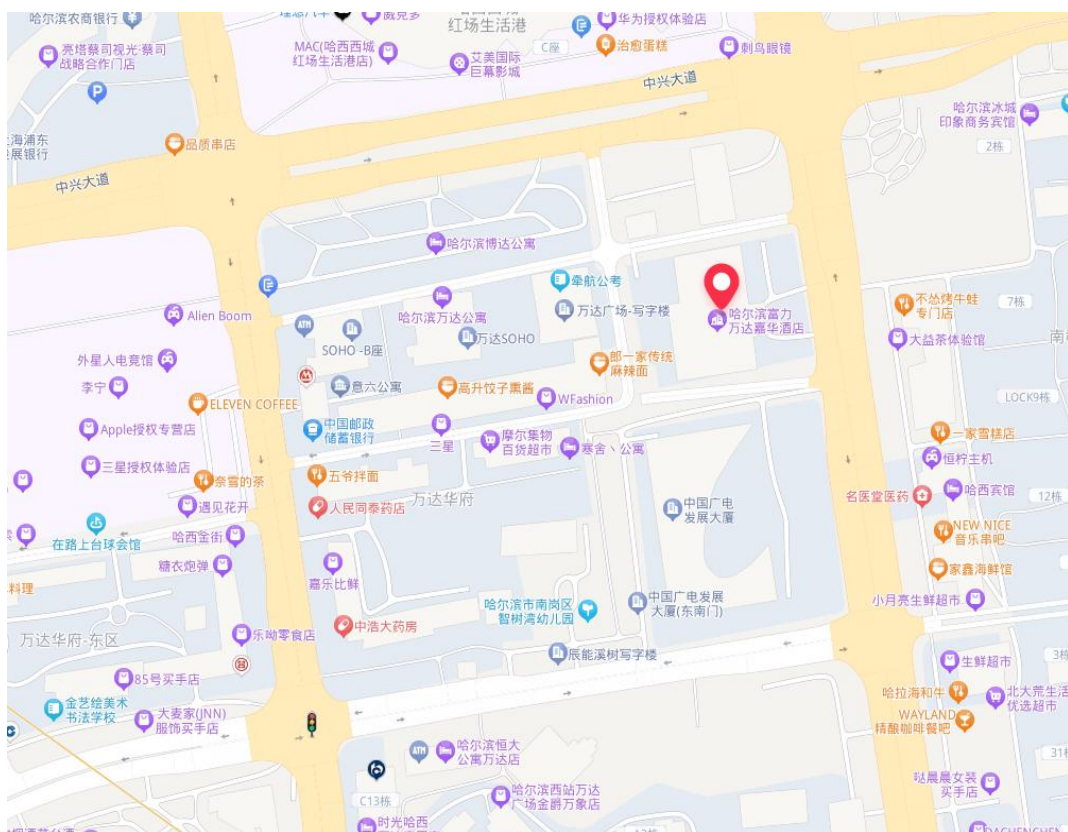 哈尔滨农商银行
威克多
红场生活港
华为授权体验店
亮塔蔡司视光·蔡司
战略合作门店
MAC(哈西西城
红场生活港店)
C座
治愈蛋糕
刺鸟眼镜
艾美国际
巨幕影城
中兴大道
P
哈尔滨冰城
印象商务宾馆
品质串店
2栋
中兴大道
哈尔滨博达公寓
牵航公考
Alien Boom
哈尔滨万达公寓
万达广场-写字楼
哈尔滨富力
万达嘉华酒店
不怂烤牛蛙
专门店
7栋
ATM
SOHO -B座
万达SOHO
大益茶体验馆
外星人电竞馆
郎一家传统
麻辣面
李宁
意六公寓
高升饺子熏酱
ELEVEN COFFEE
WFashion
LOCK9栋
Apple授权专营店
中国邮政
储蓄银行
三星
摩尔集物
百货超市
寒舍丶公寓
一家雪糕店
三星授权体验店
奈雪的茶
五爷拌面
万达华府
恒柠主机
遇见花开
人民同泰药店
中国广电
发展大厦
名医堂医药
哈西宾馆
12栋
在路上台球会馆
哈西金街
NEW NICE
音乐串吧
糖衣炮弹
嘉乐比鲜
家鑫海鲜馆
料理
哈尔滨市南岗区
智树湾幼儿园
中国广电发展
大厦(东南门)
小月亮生鲜超市
万达华府-东区
乐呦零食店
中浩大药房
辰能溪树写字楼
生鲜超市
3栋
85号买手店
哈拉海和牛
北大荒生活
优选超市
金艺绘美术
书法学校
大麦家(JNN)
服饰买手店
WAYLAND
精酿咖啡餐吧
ATM
哈尔滨恒大
公寓万达店
31栋
C13栋
哈尔滨西站万达
广场金爵万象店
哒晨晨女装
买手店
时光哈西